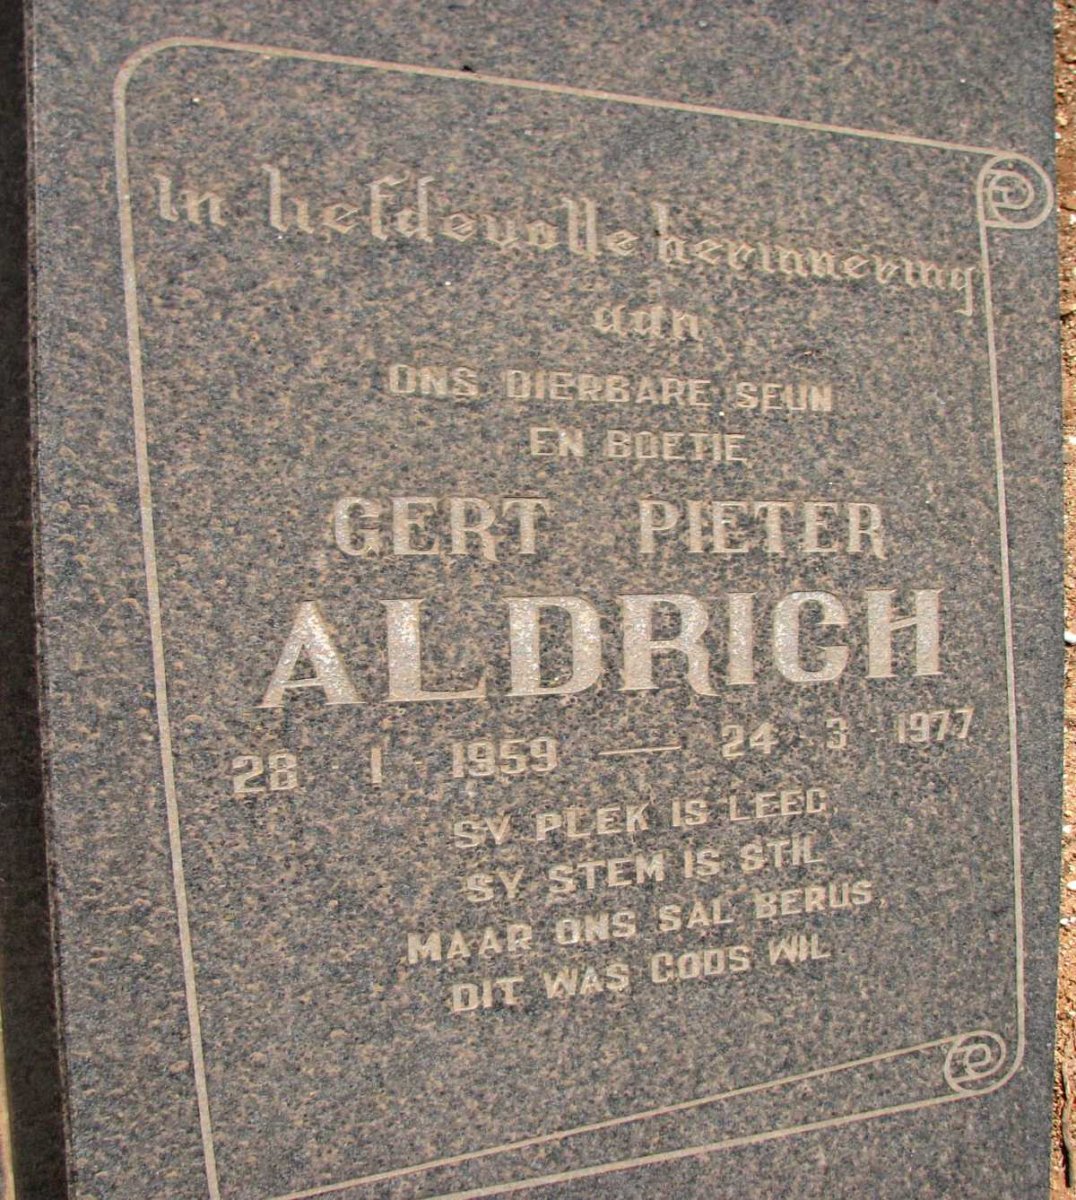 In liefdevolle herinnering
aan
ONS DIERBARE SEUN
EN BOETIE
GERT PIETER
ALDRICH
28 · 1 · 1959 — 24 · 3 · 1977
SY PLEK IS LEEG
SY STEM IS STIL
MAAR ONS SAL BERUS
DIT WAS GODS WIL